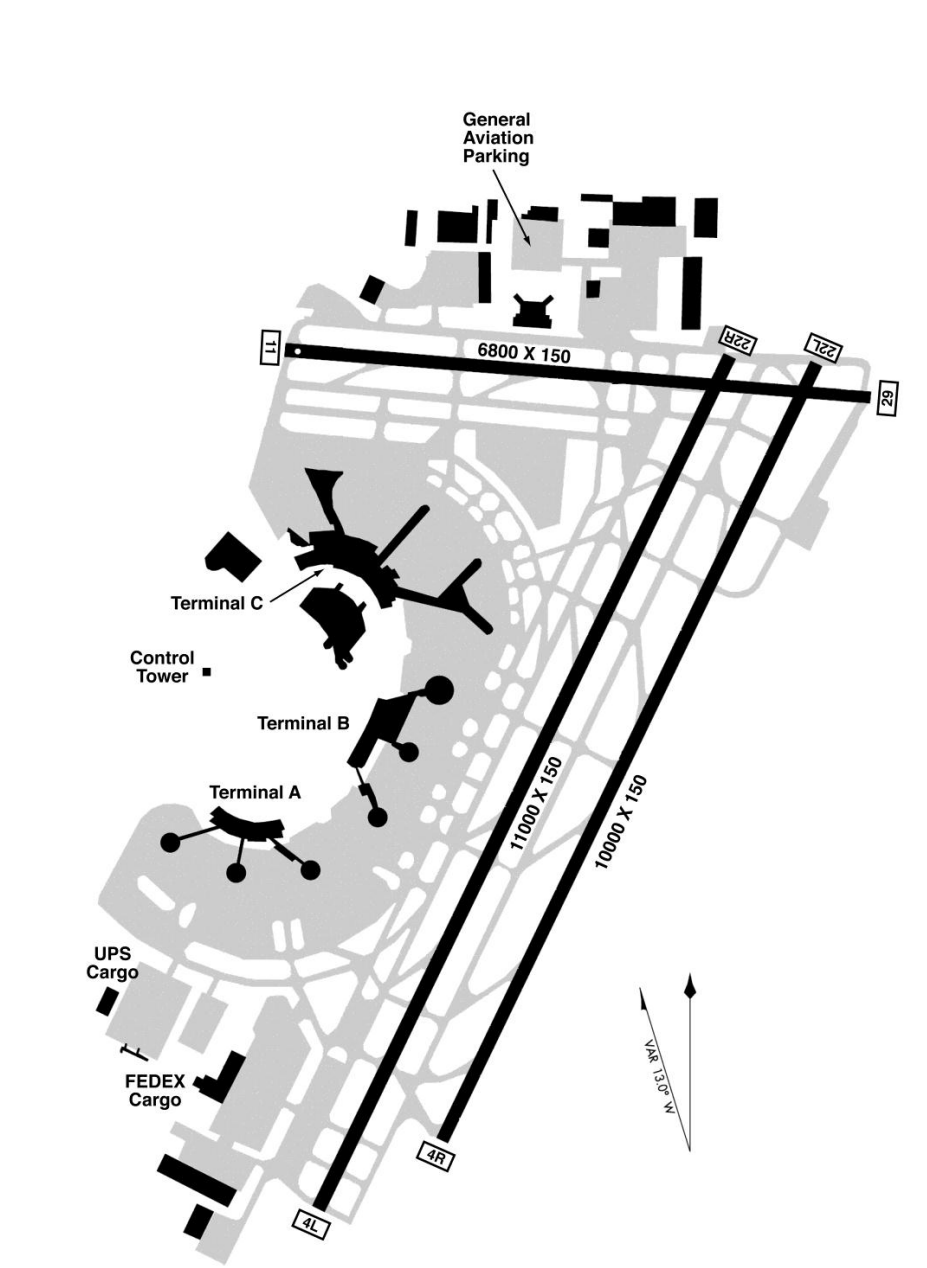 General
Aviation
Parking
11
6800 X 150
22R
22L
29
Terminal C
Control
Tower
Terminal B
Terminal A
11000 X 150
10000 X 150
UPS
Cargo
FEDEX
Cargo
VAR 13.0° W
4R
4L